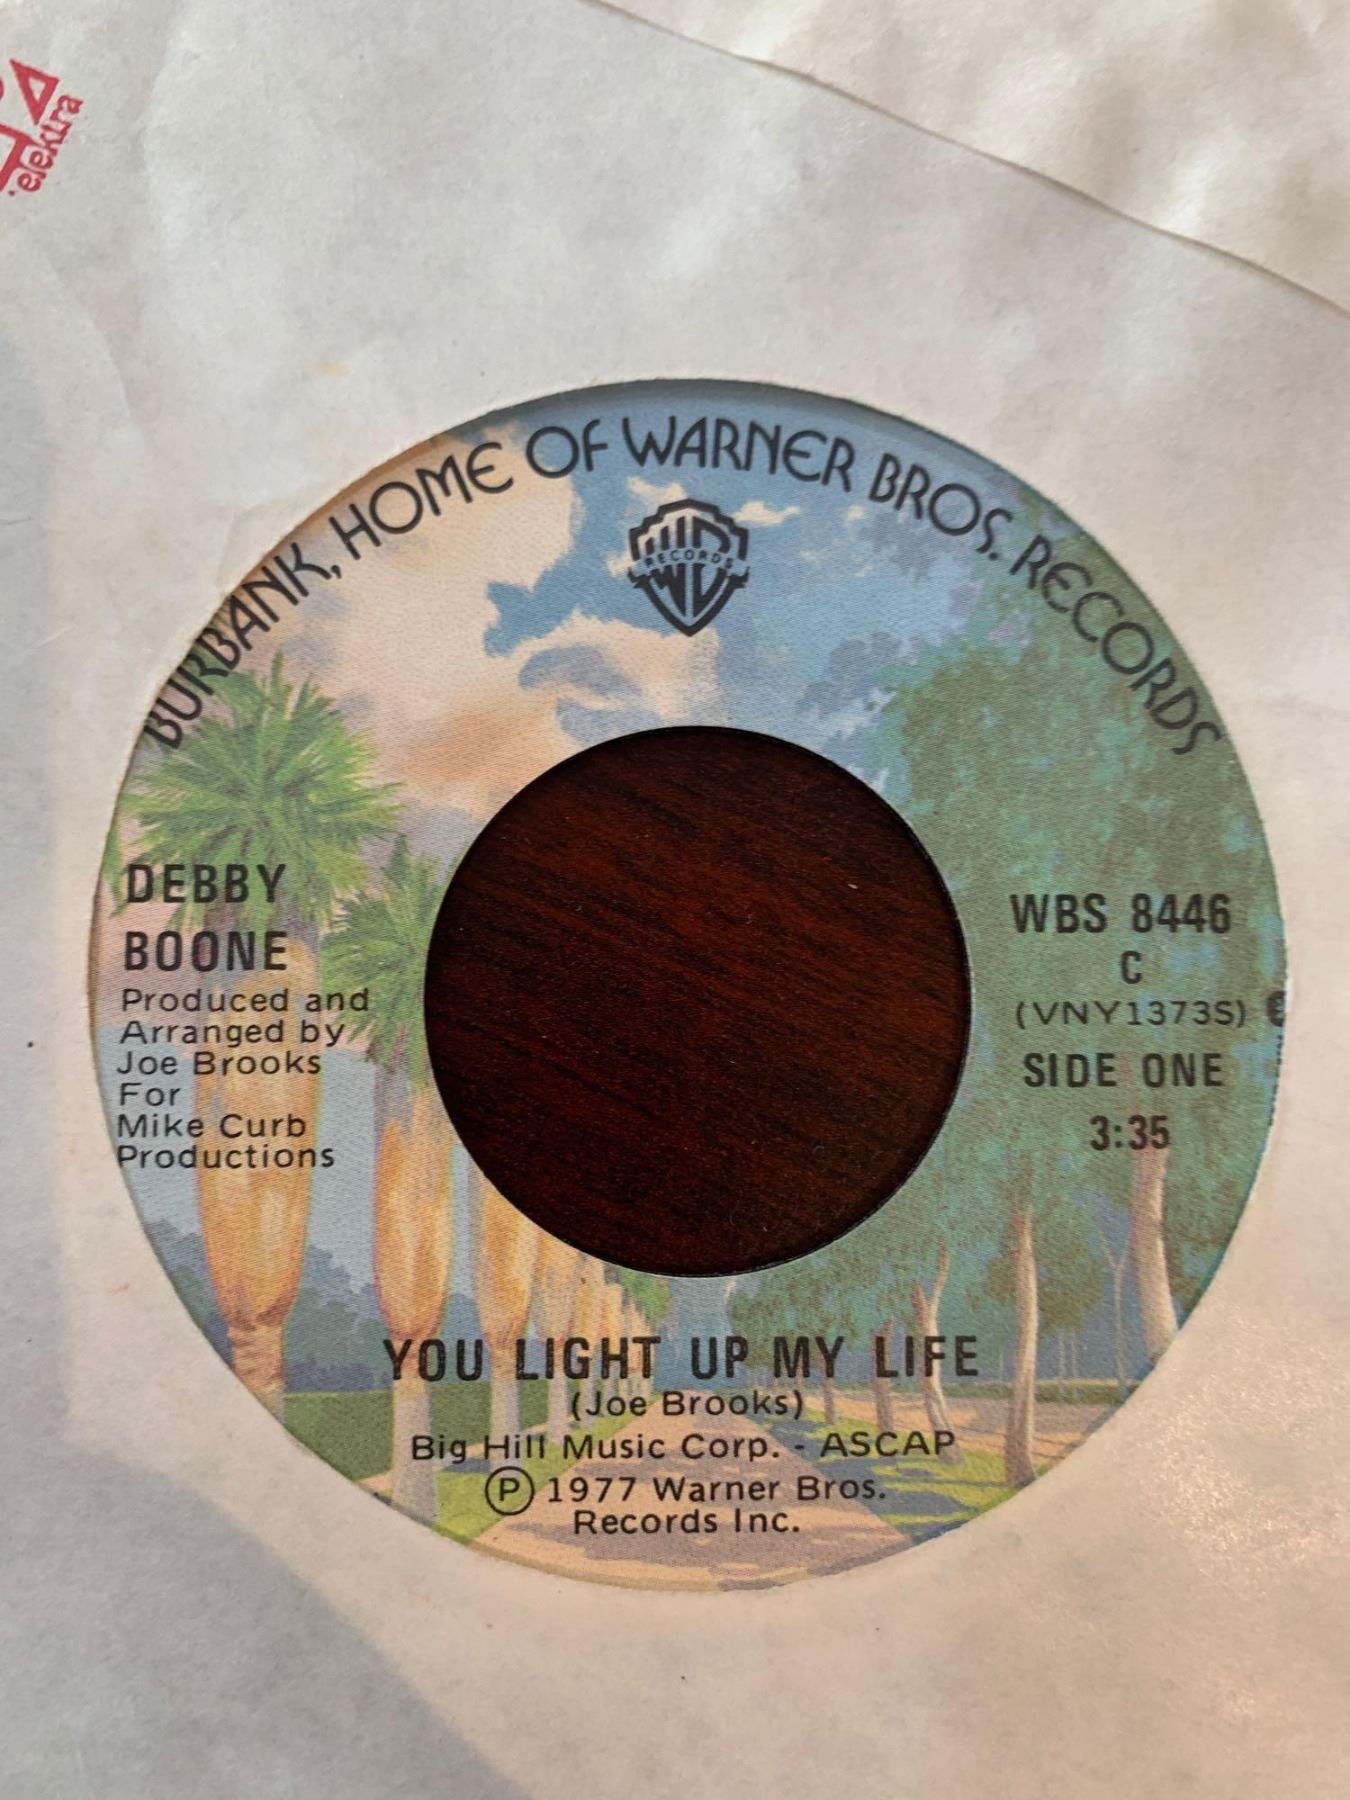 elektra
BURBANK, HOME OF WARNER BROS. RECORDS
RECORDS
DEBBY
BOONE
Produced and
Arranged by
Joe Brooks
For
Mike Curb
Productions
WBS 8446
C
(VNY1373S)
SIDE ONE
3:35
YOU LIGHT UP MY LIFE
(Joe Brooks)
Big Hill Music Corp. - ASCAP
Ⓟ 1977 Warner Bros.
Records Inc.